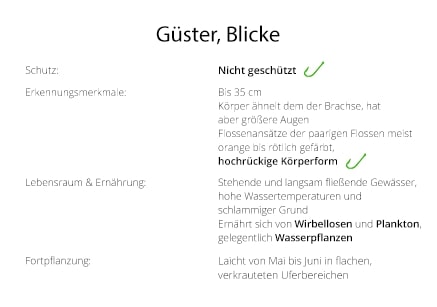 Güster, Blicke
Schutz: Nicht geschützt
Erkennungsmerkmale: Bis 35 cm
Körper ähnelt dem der Brachse, hat
aber größere Augen
Flossenansätze der paarigen Flossen meist
orange bis rötlich gefärbt,
hochrückige Körperform
Lebensraum & Ernährung: Stehende und langsam fließende Gewässer,
hohe Wassertemperaturen und
schlammiger Grund
Ernährt sich von Wirbellosen und Plankton,
gelegentlich Wasserpflanzen
Fortpflanzung: Laicht von Mai bis Juni in flachen,
verkrauteten Uferbereichen